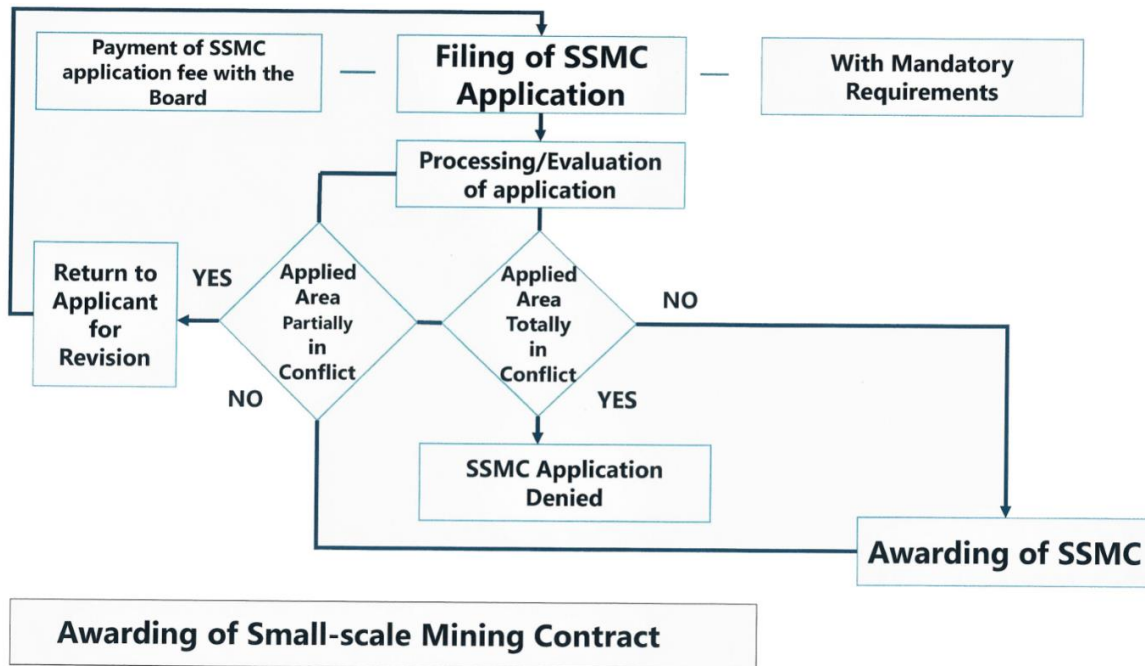 Payment of SSMC
application fee with the
Board
Filing of SSMC
Application
With Mandatory
Requirements
Processing/Evaluation
of application
Return to
Applicant
for
Revision
YES
Applied
Area
Partially
in
Conflict
NO
Applied
Area
Totally
in
Conflict
NO
YES
SSMC Application
Denied
Awarding of SSMC
Awarding of Small-scale Mining Contract